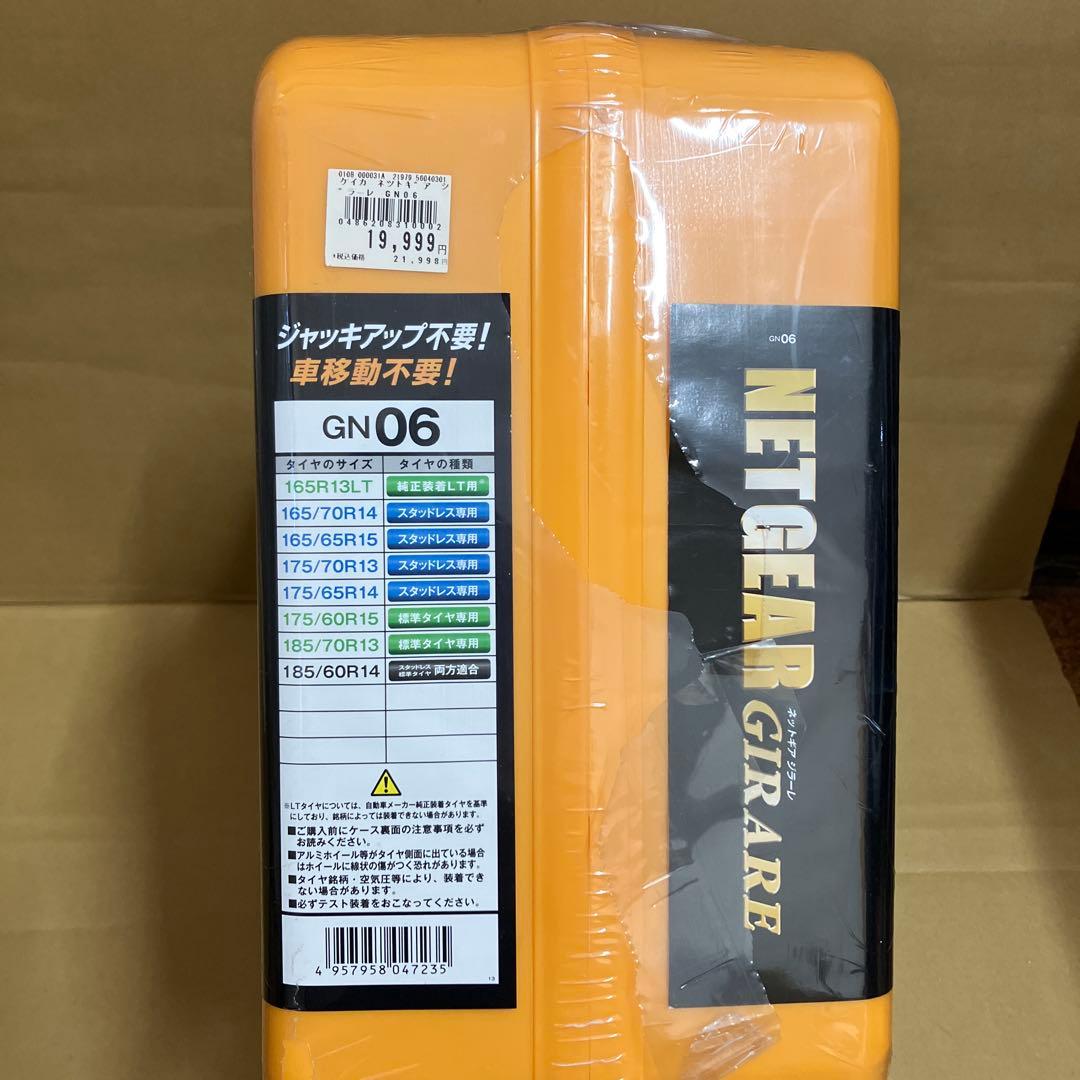 010B 000031A 21979 56040301
ケイカ ネツトギア シ
゛ラーレ GN06
0486208310002
19,999円
*税込価格 21,998円
ジャッキアップ不要!
車移動不要!
GN06
タイヤのサイズ タイヤの種類
165R13LT 純正装着LT用※
165/70R14 スタッドレス専用
165/65R15 スタッドレス専用
175/70R13 スタッドレス専用
175/65R14 スタッドレス専用
175/60R15 標準タイヤ専用
185/70R13 標準タイヤ専用
185/60R14 スタッドレス 標準タイヤ 両方適合
※LTタイヤについては、自動車メーカー純正装着タイヤを基準
にしており、銘柄によっては装着できない場合があります。
■ご購入前にケース裏面の注意事項を必ず
お読みください。
■アルミホイール等がタイヤ側面に出ている場合
はホイールに線状の傷がつく恐れがあります。
■タイヤ銘柄・空気圧等により、装着でき
ない場合があります。
■必ずテスト装着をおこなってください。
4 957958 047235
13
GN06
NETGEAR GIRARE
ネットギア ジラーレ